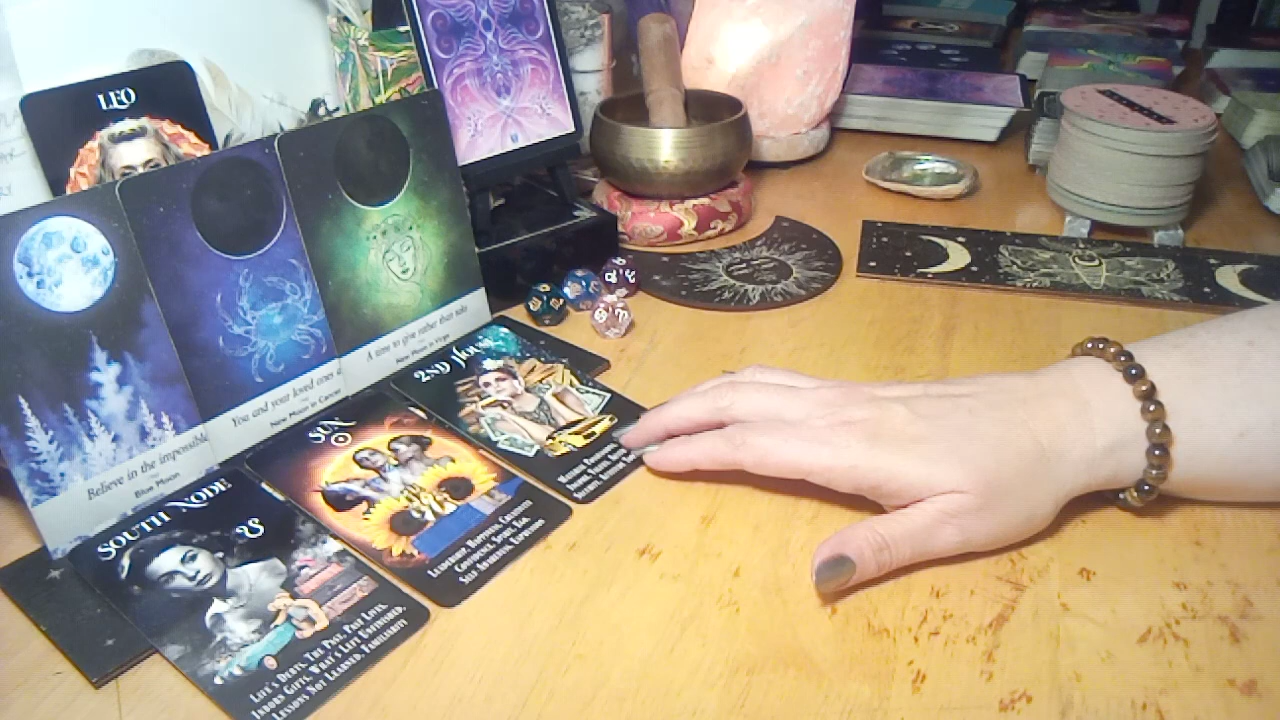 LEO
Believe in the impossible
Blue Moon
You and your loved ones a
New Moon in Cancer
A time to give rather than take
New Moon in Virgo
SOUTH NODE
LIFE'S DEBTS, THE PAST, PAST LIVES,
INBORN GIFTS, WHAT'S LEFT UNFINISHED,
LESSONS NOT LEARNED, FAMILIARITY
SUN
LEADERSHIP, HAPPINESS, CREATIVITY
CONFIDENCE, SPIRIT, EGO,
SELF AWARENESS, EXPRESSION
2ND HOUSE